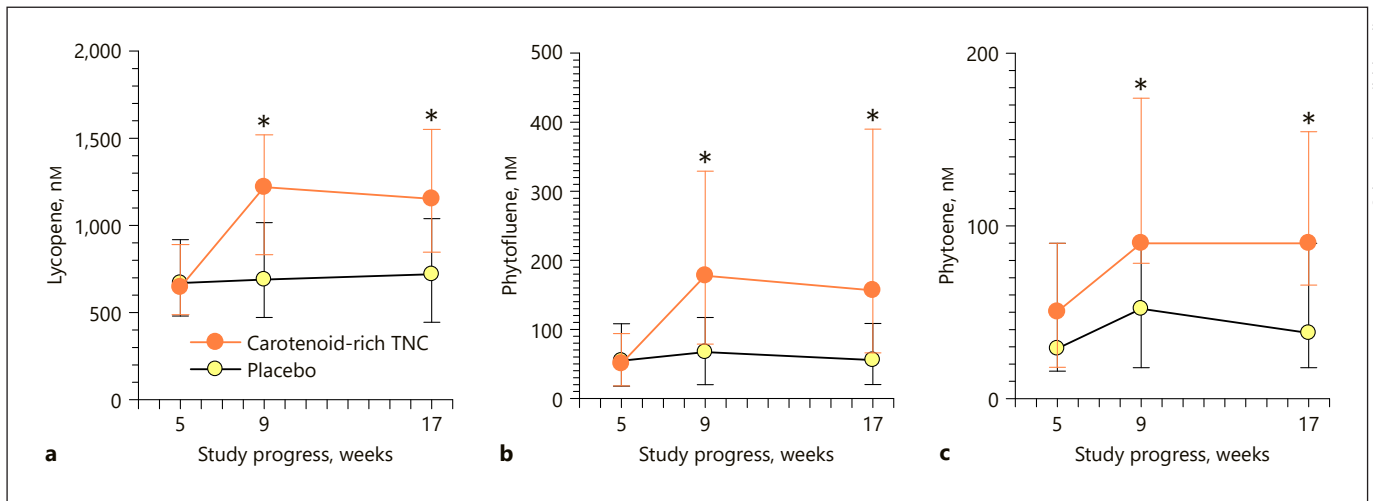 2,000
1,500
1,000
500
0
Lycopene, nM
*
*
Carotenoid-rich TNC
Placebo
5
9
17
a
Study progress, weeks
500
400
300
200
100
0
Phytofluene, nM
*
*
5
9
17
b
Study progress, weeks
200
100
0
Phytoene, nM
*
*
5
9
17
c
Study progress, weeks